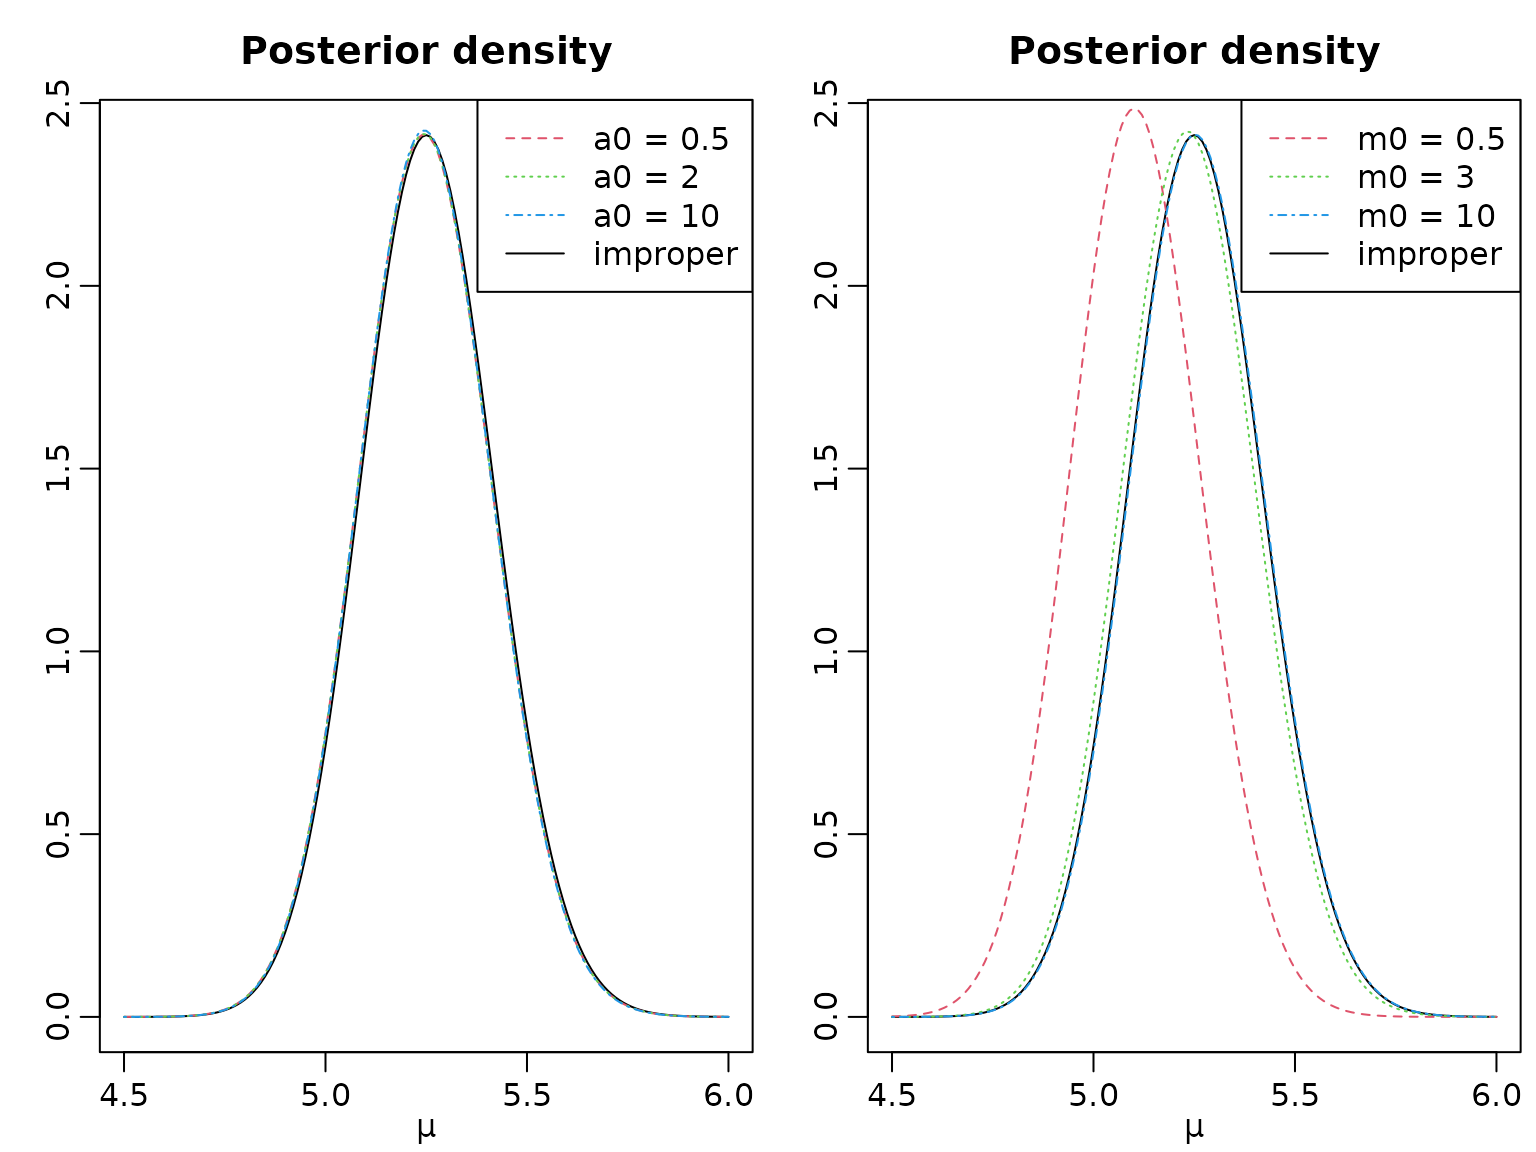 Posterior density
2.5
2.0
1.5
1.0
0.5
0.0
a0 = 0.5
a0 = 2
a0 = 10
improper
4.5 5.0 5.5 6.0
μ
Posterior density
2.5
2.0
1.5
1.0
0.5
0.0
m0 = 0.5
m0 = 3
m0 = 10
improper
4.5 5.0 5.5 6.0
μ